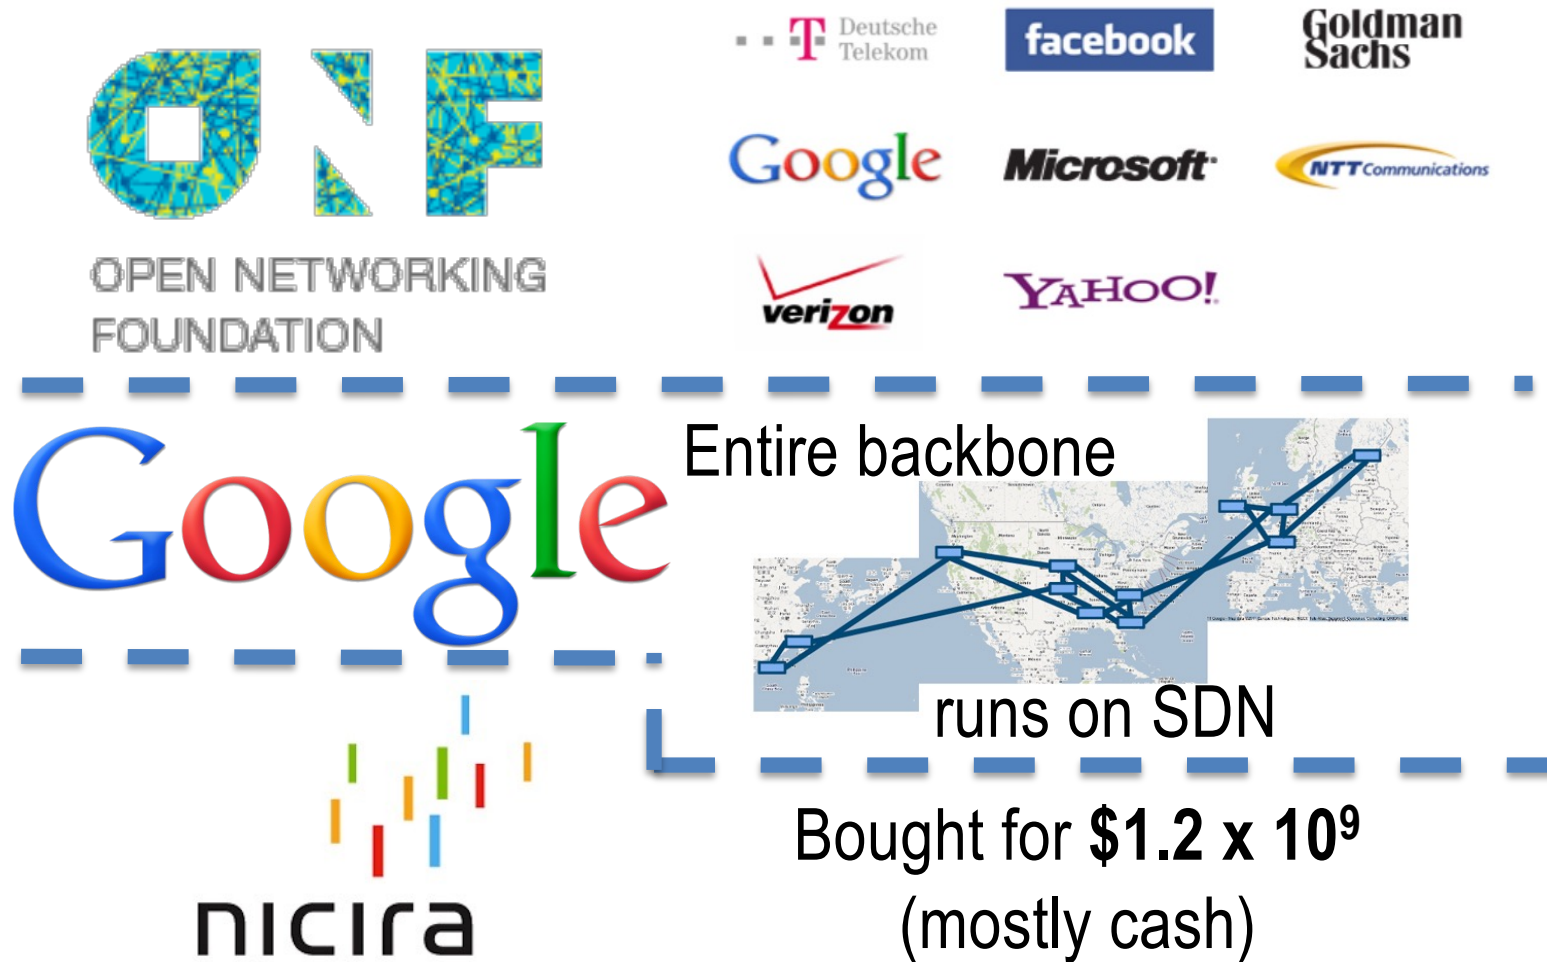 ONF
OPEN NETWORKING
FOUNDATION
Deutsche
Telekom
facebook
Goldman
Sachs
Google
Microsoft
NTT Communications
verizon
YAHOO!
Google
Entire backbone
runs on SDN
nicira
Bought for $1.2 x 10⁹
(mostly cash)